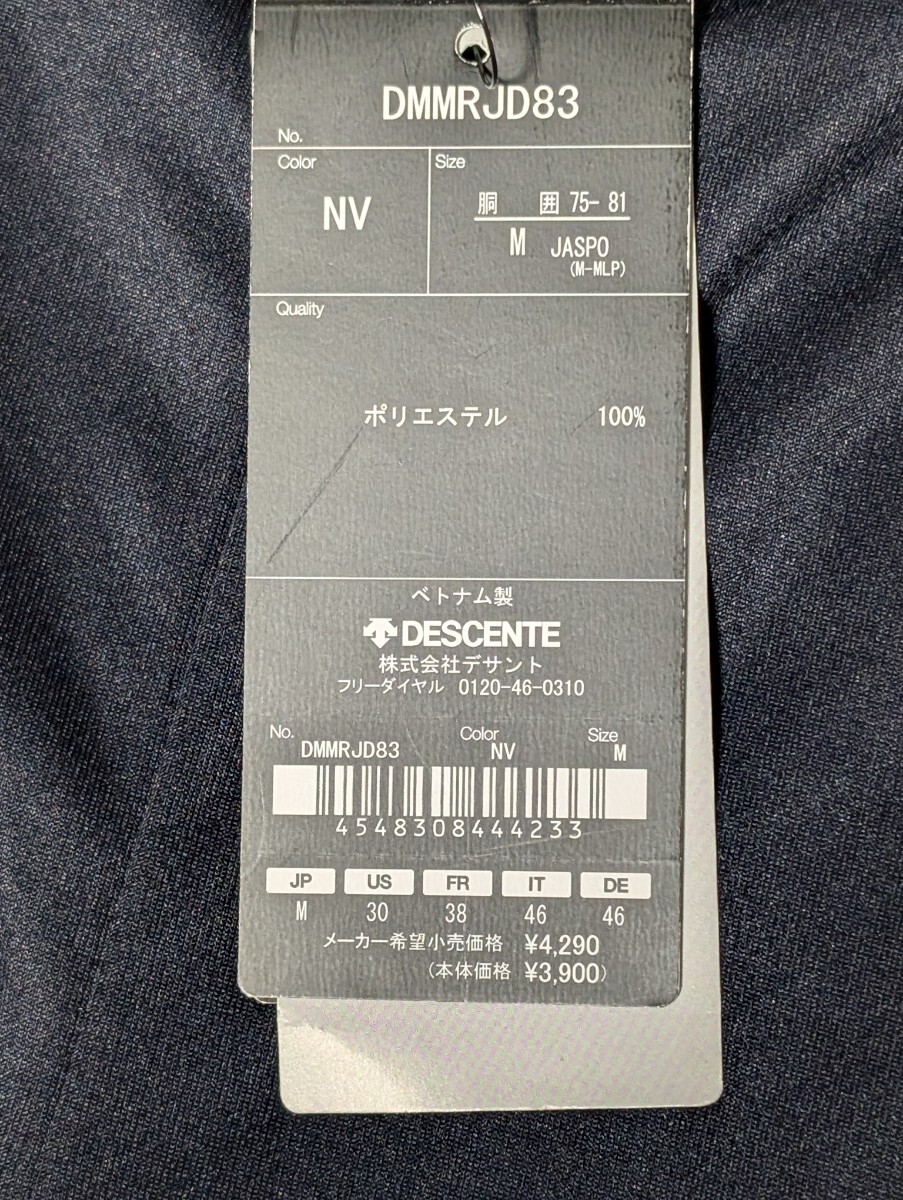 DMMRJD83
No.
Color
Size
NV
胴 囲 75-81
M JASPO
(M-MLP)
Quality
ポリエステル 100%
ベトナム製
DESCENTE
株式会社デサント
フリーダイヤル 0120-46-0310
No. Color Size
DMMRJD83 NV M
4548308444233
JP US FR IT DE
M 30 38 46 46
メーカー希望小売価格 ¥4,290
(本体価格 ¥3,900)